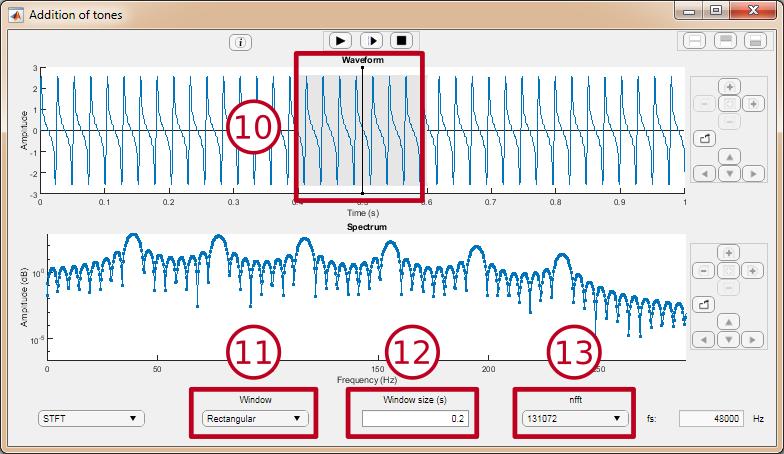 Addition of tones
i
Waveform
Amplitude
3
2
1
0
-1
-2
-3
10
0 0.1 0.2 0.3 0.4 0.5 0.6 0.7 0.8 0.9 1
Time (s)
Spectrum
Amplitude (dB)
10^0
10^-5
11 12 13
0 50 150 200 250
Frequency (Hz)
Window Window size (s) nfft
STFT Rectangular 0.2 131072 fs: 48000 Hz